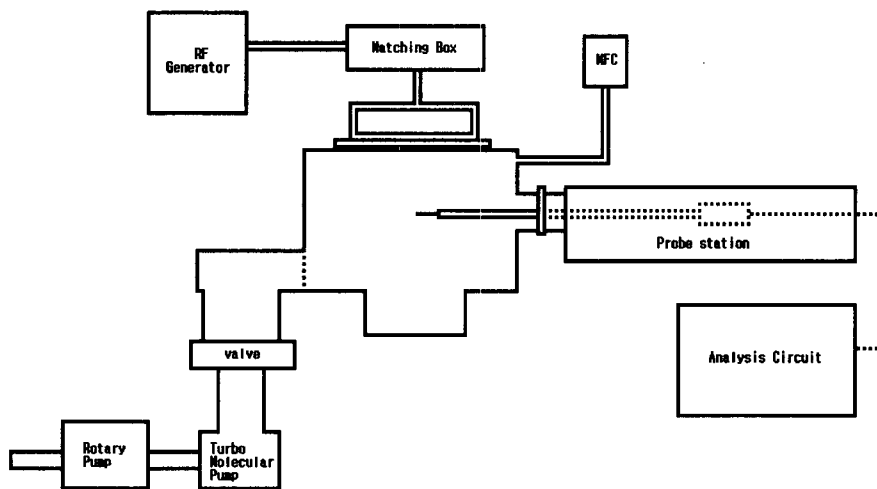 RF
Generator
Matching Box
MFC
Probe station
valve
Analysis Circuit
Rotary
Pump
Turbo
Molecular
Pump